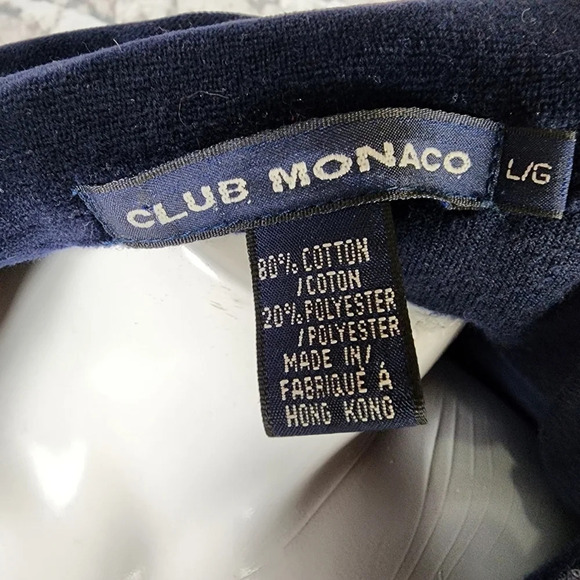 CLUB MONACO
L/G
80% COTTON
/COTON
20% POLYESTER
/POLYESTER
MADE IN/
FABRIQUÉ À
HONG KONG